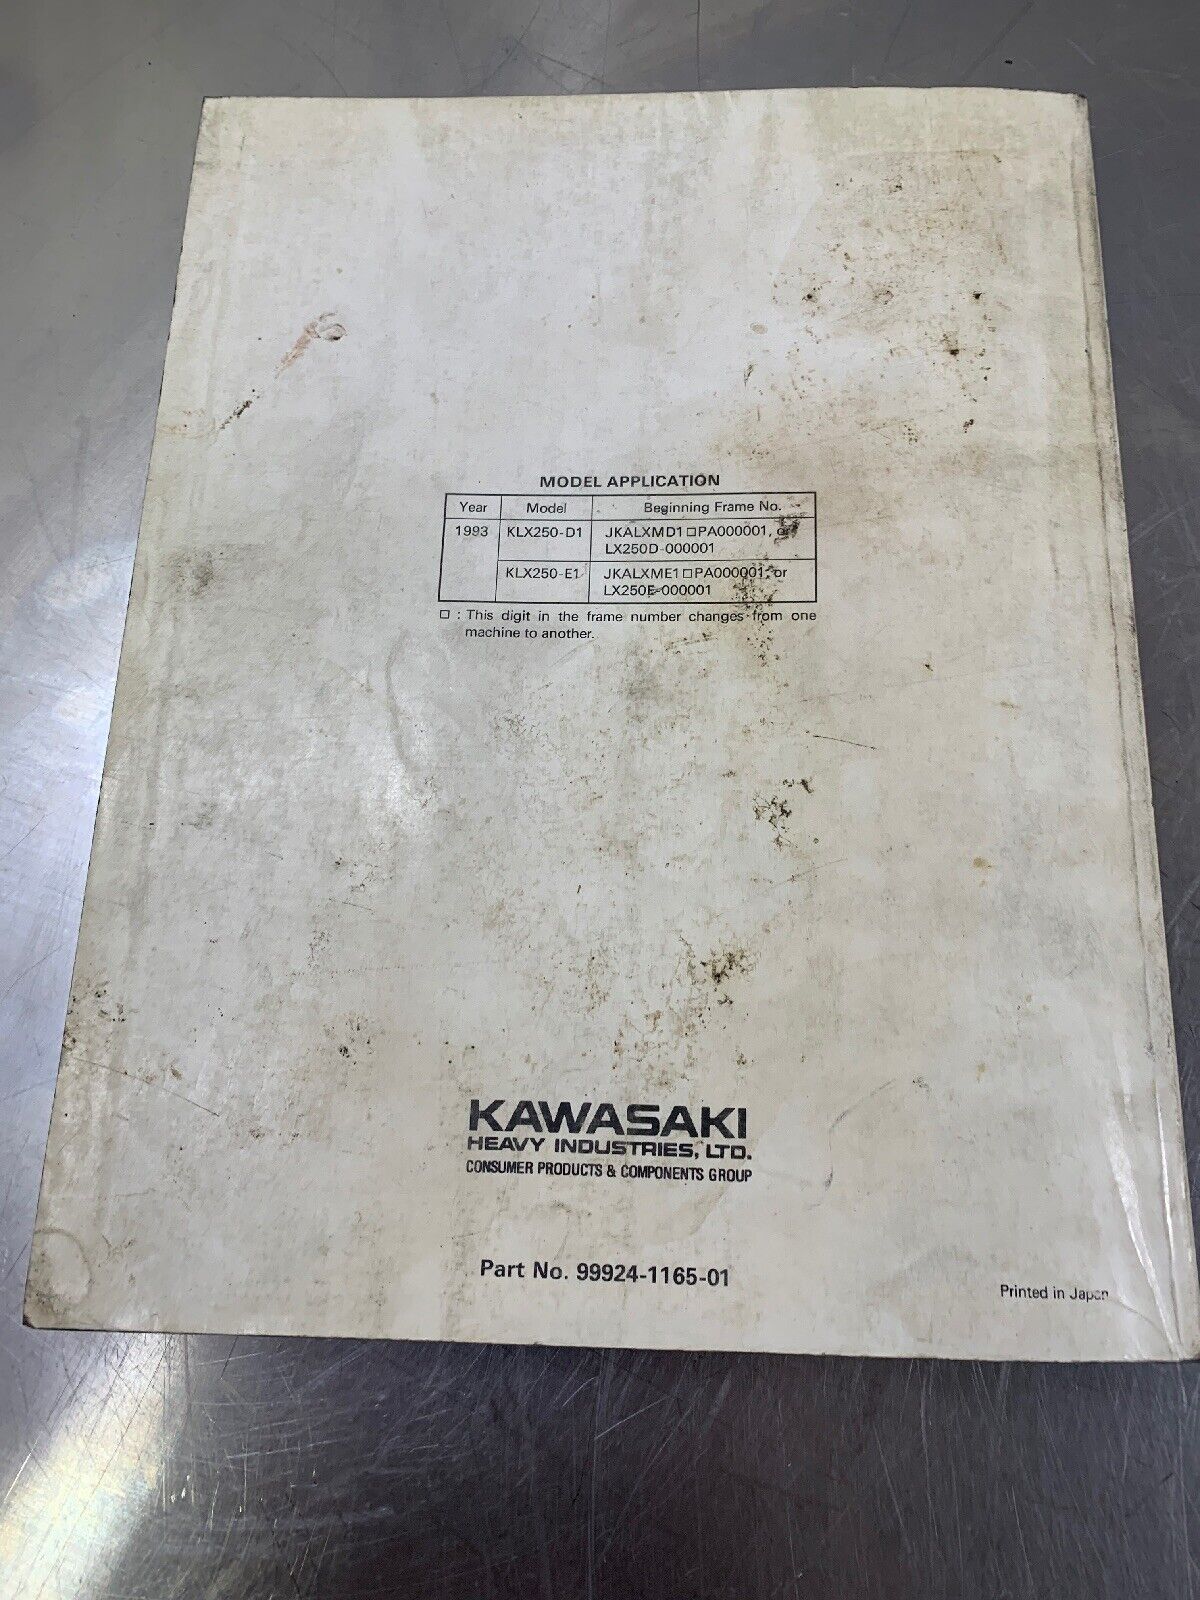 MODEL APPLICATION
Year Model Beginning Frame No.
1993 KLX250-D1 JKALXMD1□PA000001, or
LX250D-000001
KLX250-E1 JKALXME1□PA000001, or
LX250E-000001
□ : This digit in the frame number changes from one
machine to another.
KAWASAKI
HEAVY INDUSTRIES, LTD.
CONSUMER PRODUCTS & COMPONENTS GROUP
Part No. 99924-1165-01
Printed in Japan